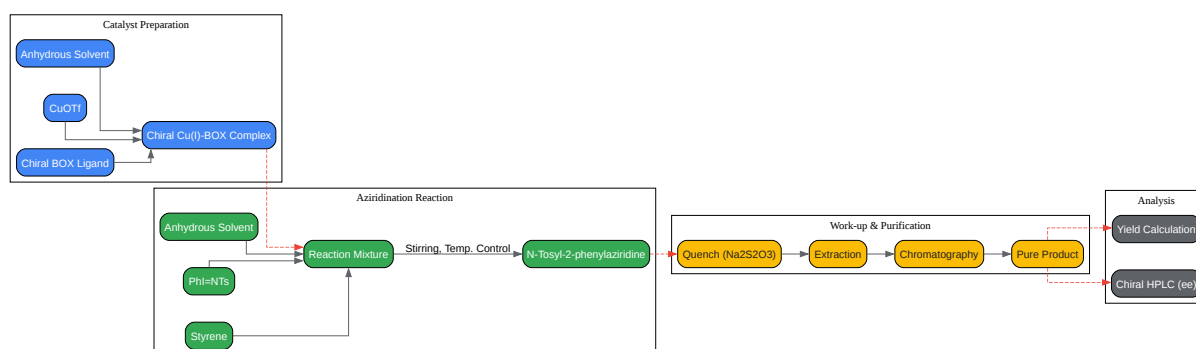 Catalyst Preparation
Anhydrous Solvent
CuOTf
Chiral Cu(I)-BOX Complex
Chiral BOX Ligand
Aziridination Reaction
Anhydrous Solvent
Reaction Mixture
Stirring, Temp. Control
N-Tosyl-2-phenylaziridine
PhI=NTs
Styrene
Work-up & Purification
Quench (Na2S2O3)
Extraction
Chromatography
Pure Product
Analysis
Yield Calculation
Chiral HPLC (ee)